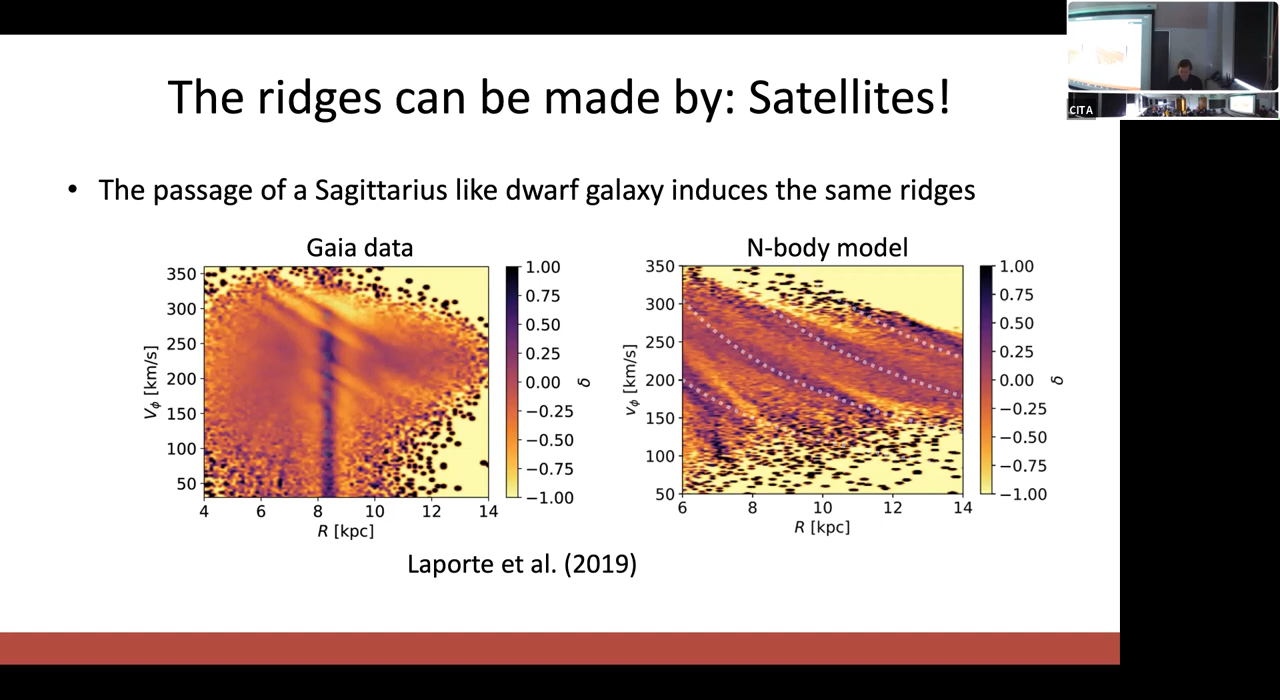 The ridges can be made by: Satellites!
CITA
• The passage of a Sagittarius like dwarf galaxy induces the same ridges
Gaia data
350
300
250
200
150
100
50
Vϕ [km/s]
4 6 8 10 12 14
R [kpc]
1.00
0.75
0.50
0.25
0.00
−0.25
−0.50
−0.75
−1.00
δ
N-body model
350
300
250
200
150
100
50
vϕ [km/s]
6 8 10 12 14
R [kpc]
1.00
0.75
0.50
0.25
0.00
−0.25
−0.50
−0.75
−1.00
δ
Laporte et al. (2019)